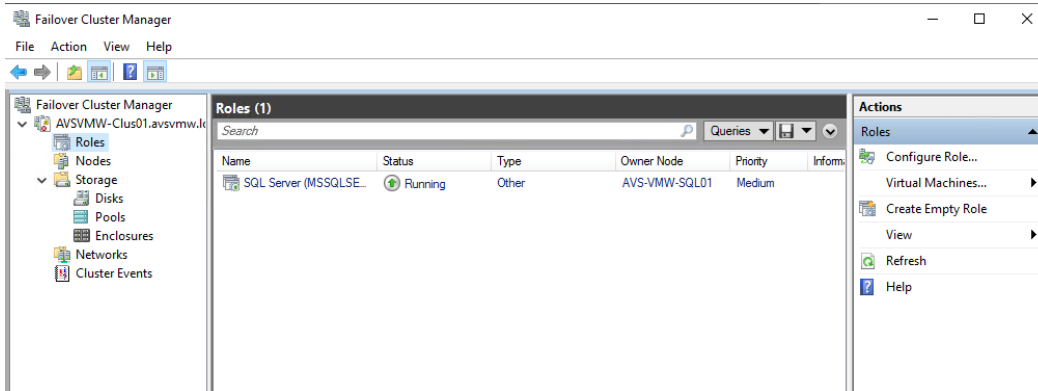 Failover Cluster Manager
File Action View Help
Failover Cluster Manager
AVSVMW-Clus01.avsvmw.lo
Roles
Nodes
Storage
Disks
Pools
Enclosures
Networks
Cluster Events
Roles (1)
Search
Queries
Name Status Type Owner Node Priority Inform
SQL Server (MSSQLSE... Running Other AVS-VMW-SQL01 Medium
Actions
Roles
Configure Role...
Virtual Machines...
Create Empty Role
View
Refresh
Help